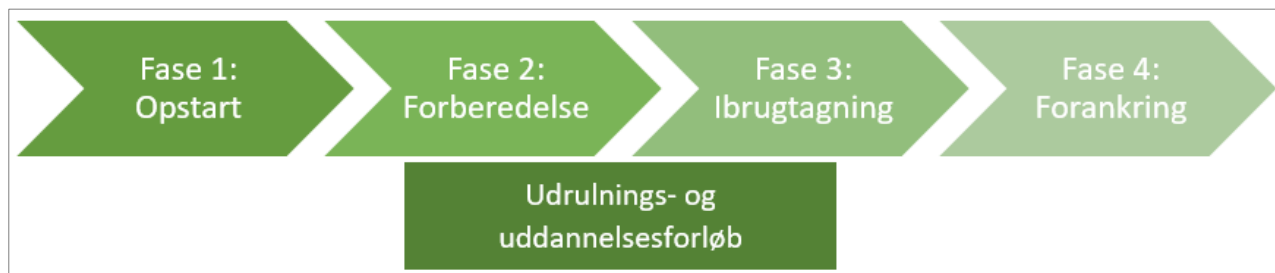 Fase 1:
Opstart
Fase 2:
Forberedelse
Fase 3:
Ibrugtagning
Fase 4:
Forankring
Udrulnings- og
uddannelsesforløb